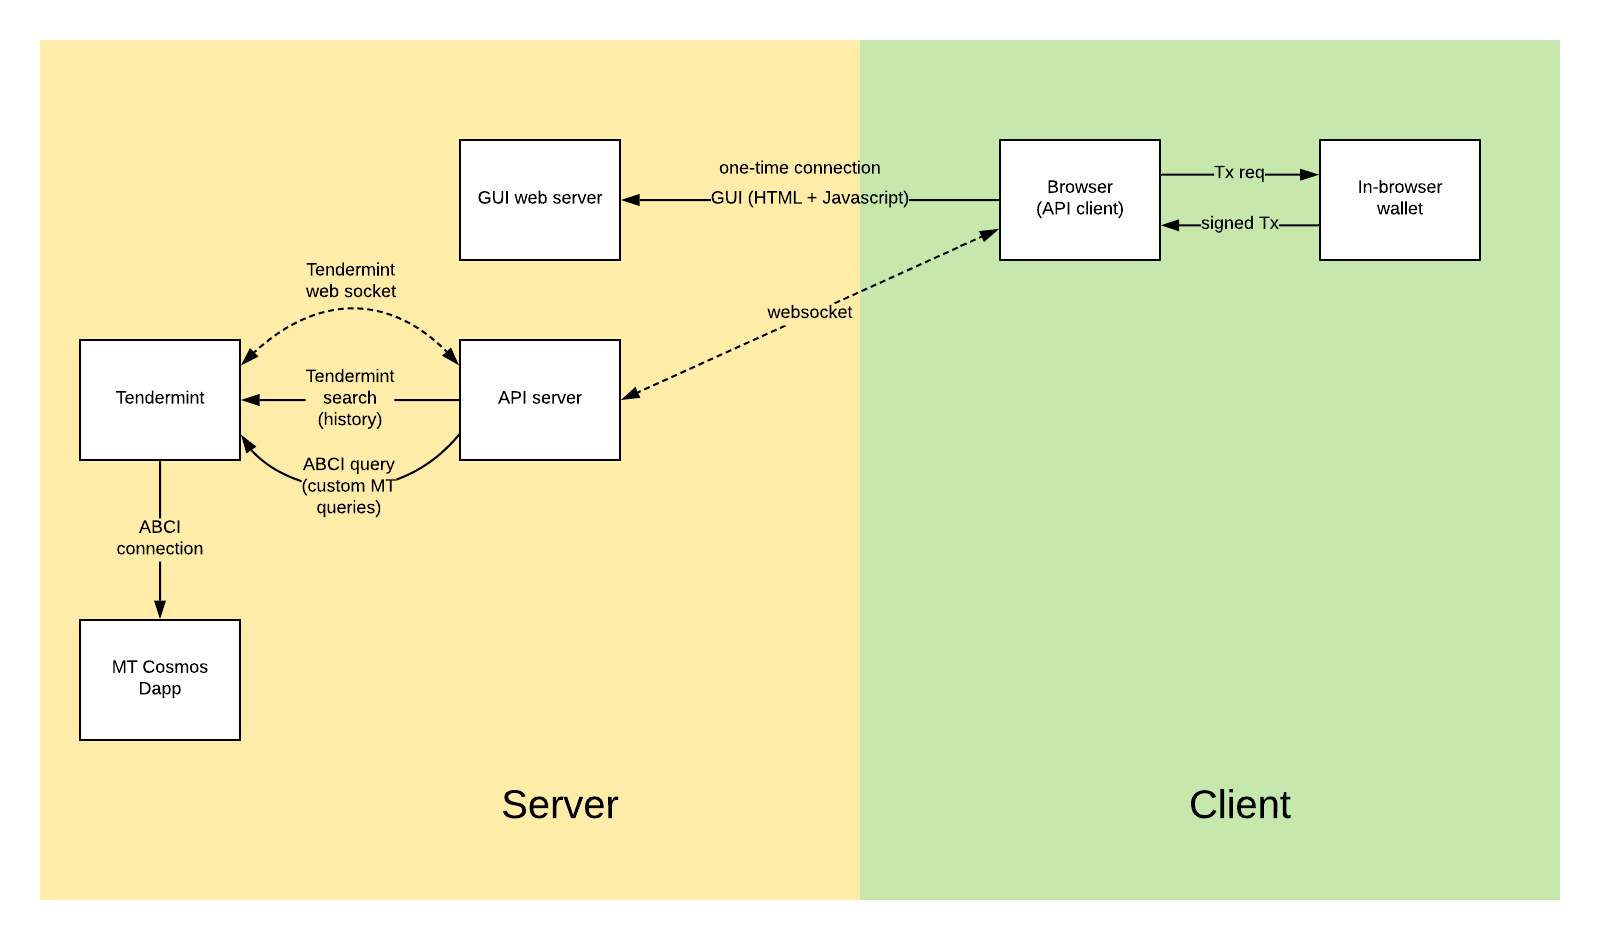 one-time connection
GUI web server
GUI (HTML + Javascript)
Browser
(API client)
Tx req
signed Tx
In-browser
wallet
Tendermint
web socket
websocket
Tendermint
Tendermint
search
(history)
API server
ABCI query
(custom MT
queries)
ABCI
connection
MT Cosmos
Dapp
Server
Client